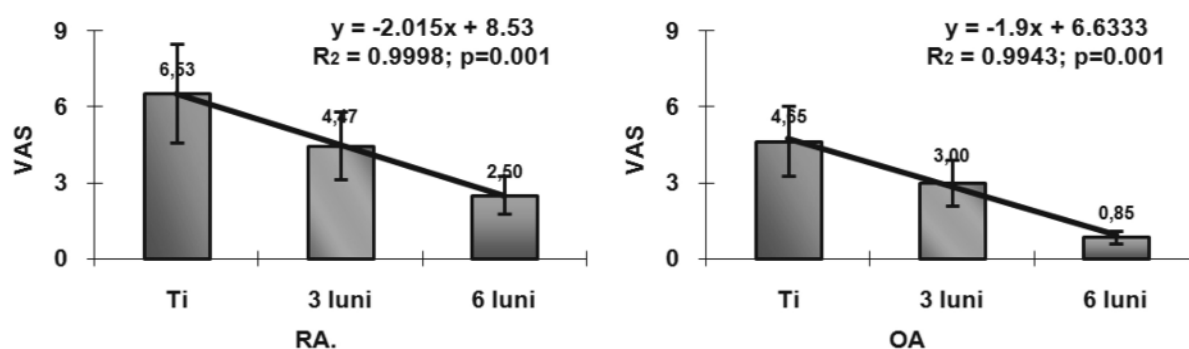 y = -2.015x + 8.53
R2 = 0.9998; p=0.001
9
6
3
0
VAS
6,53
4,47
2,50
Ti
3 luni
6 luni
RA.
y = -1.9x + 6.6333
R2 = 0.9943; p=0.001
9
6
3
0
VAS
4,65
3,00
0,85
Ti
3 luni
6 luni
OA